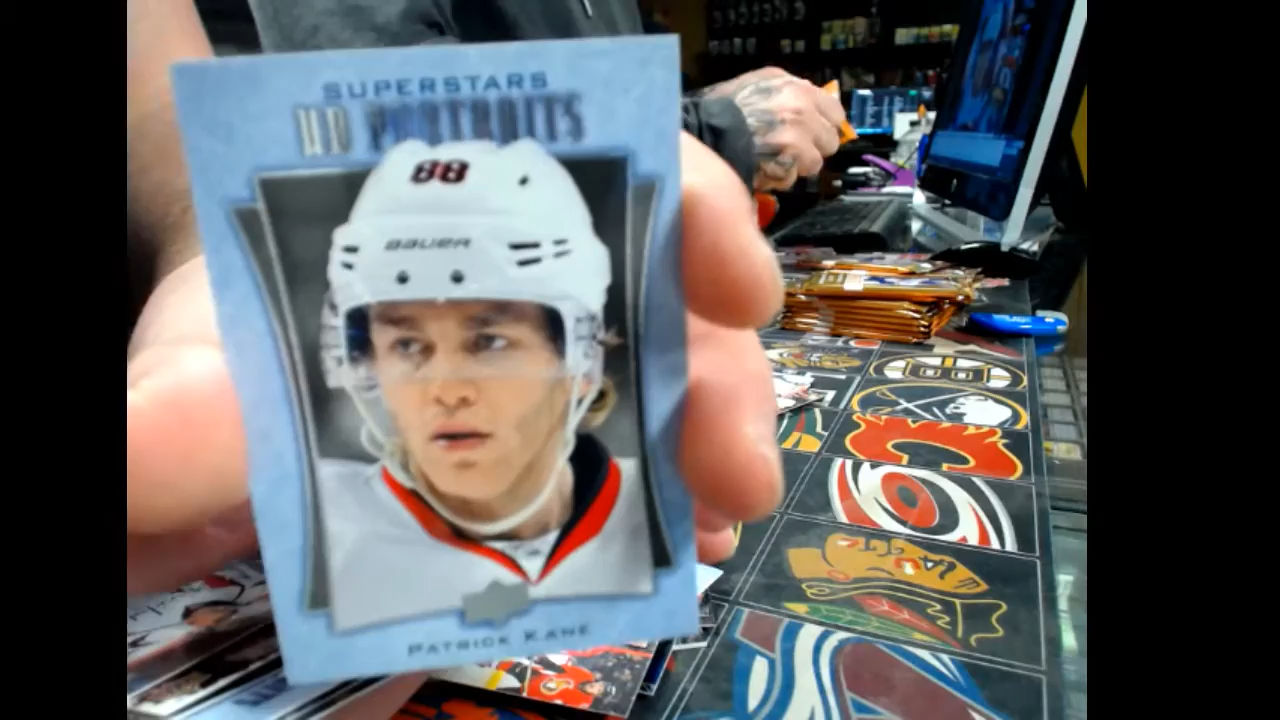 SUPERSTARS
UD PORTRAITS
88
BAUER
PATRICK KANE